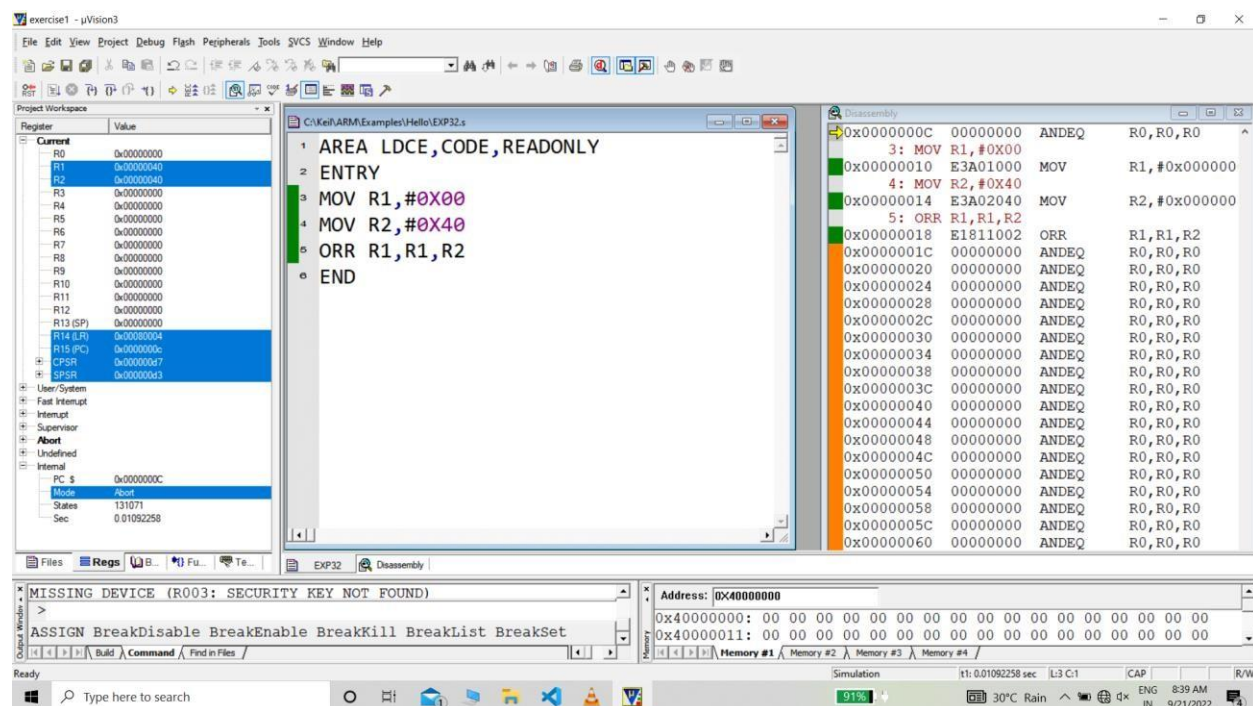 exercise1 - µVision3
File Edit View Project Debug Flash Peripherals Tools SVCS Window Help
Project Workspace
Register Value
Current
R0 0x00000000
R1 0x00000040
R2 0x00000040
R3 0x00000000
R4 0x00000000
R5 0x00000000
R6 0x00000000
R7 0x00000000
R8 0x00000000
R9 0x00000000
R10 0x00000000
R11 0x00000000
R12 0x00000000
R13 (SP) 0x00000000
R14 (LR) 0x00080004
R15 (PC) 0x0000000c
CPSR 0x000000d7
SPSR 0x000000d3
User/System
Fast Interrupt
Interrupt
Supervisor
Abort
Undefined
Internal
PC $ 0x0000000C
Mode Abort
States 131071
Sec 0.01092258
Files Regs B... Fu... Te...
C:\Keil\ARM\Examples\Hello\EXP32.s
1 AREA LDCE,CODE,READONLY
2 ENTRY
3 MOV R1,#0X00
4 MOV R2,#0X40
5 ORR R1,R1,R2
6 END
EXP32 Disassembly
Disassembly
0x0000000C 00000000 ANDEQ R0,R0,R0
3: MOV R1,#0X00
0x00000010 E3A01000 MOV R1,#0x000000
4: MOV R2,#0X40
0x00000014 E3A02040 MOV R2,#0x000000
5: ORR R1,R1,R2
0x00000018 E1811002 ORR R1,R1,R2
0x0000001C 00000000 ANDEQ R0,R0,R0
0x00000020 00000000 ANDEQ R0,R0,R0
0x00000024 00000000 ANDEQ R0,R0,R0
0x00000028 00000000 ANDEQ R0,R0,R0
0x0000002C 00000000 ANDEQ R0,R0,R0
0x00000030 00000000 ANDEQ R0,R0,R0
0x00000034 00000000 ANDEQ R0,R0,R0
0x00000038 00000000 ANDEQ R0,R0,R0
0x0000003C 00000000 ANDEQ R0,R0,R0
0x00000040 00000000 ANDEQ R0,R0,R0
0x00000044 00000000 ANDEQ R0,R0,R0
0x00000048 00000000 ANDEQ R0,R0,R0
0x0000004C 00000000 ANDEQ R0,R0,R0
0x00000050 00000000 ANDEQ R0,R0,R0
0x00000054 00000000 ANDEQ R0,R0,R0
0x00000058 00000000 ANDEQ R0,R0,R0
0x0000005C 00000000 ANDEQ R0,R0,R0
0x00000060 00000000 ANDEQ R0,R0,R0
Output Window
MISSING DEVICE (R003: SECURITY KEY NOT FOUND)
>
ASSIGN BreakDisable BreakEnable BreakKill BreakList BreakSet
Build Command Find in Files
Memory
Address: 0X40000000
0x40000000: 00 00 00 00 00 00 00 00 00 00 00 00 00 00 00 00 00
0x40000011: 00 00 00 00 00 00 00 00 00 00 00 00 00 00 00 00 00
Memory #1 Memory #2 Memory #3 Memory #4
Ready Simulation t1: 0.01092258 sec L:3 C:1 CAP R/W
Type here to search
91% 30°C Rain ENG IN 8:39 AM 9/21/2022 4